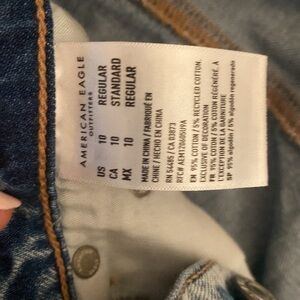 AMERICAN EAGLE
OUTFITTERS
US 10 REGULAR
CA 10 STANDARD
MX 10 REGULAR
MADE IN CHINA / FABRIQUÉ EN
CHINE / HECHO EN CHINA
RN 54485 / CA 03873
REC# AEM120600U9A
EN 95% COTTON / 5% RECYCLED COTTON.
EXCLUSIVE OF DECORATION
FR 95% COTON / 5% COTON RÉGÉNÉRÉ. À
L'EXCEPTION DE LA GARNITURE
SP 95% algodón / 5% algodón regenerado